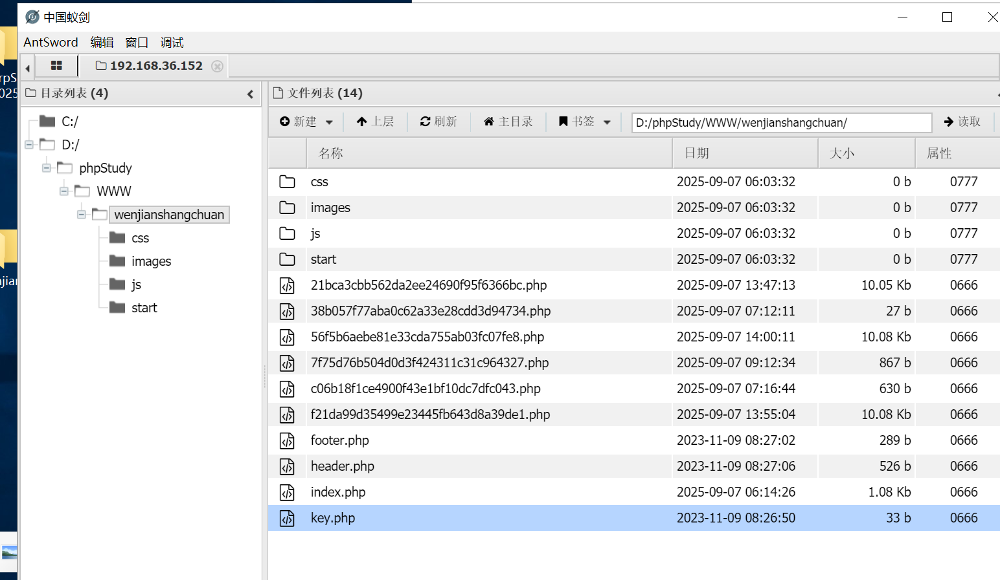 中国蚁剑
AntSword 编辑 窗口 调试
192.168.36.152
目录列表 (4)
C:/
D:/
phpStudy
WWW
wenjianshangchuan
css
images
js
start
文件列表 (14)
新建 上层 刷新 主目录 书签 D:/phpStudy/WWW/wenjianshangchuan/ 读取
名称 日期 大小 属性
css 2025-09-07 06:03:32 0 b 0777
images 2025-09-07 06:03:32 0 b 0777
js 2025-09-07 06:03:32 0 b 0777
start 2025-09-07 06:03:32 0 b 0777
21bca3cbb562da2ee24690f95f6366bc.php 2025-09-07 13:47:13 10.05 Kb 0666
38b057f77aba0c62a33e28cdd3d94734.php 2025-09-07 07:12:11 27 b 0666
56f5b6aebe81e33cda755ab03fc07fe8.php 2025-09-07 14:00:11 10.08 Kb 0666
7f75d76b504d0d3f424311c31c964327.php 2025-09-07 09:12:34 867 b 0666
c06b18f1ce4900f43e1bf10dc7dfc043.php 2025-09-07 07:16:44 630 b 0666
f21da99d35499e23445fb643d8a39de1.php 2025-09-07 13:55:04 10.08 Kb 0666
footer.php 2023-11-09 08:27:02 289 b 0666
header.php 2023-11-09 08:27:06 526 b 0666
index.php 2025-09-07 06:14:26 1.08 Kb 0666
key.php 2023-11-09 08:26:50 33 b 0666